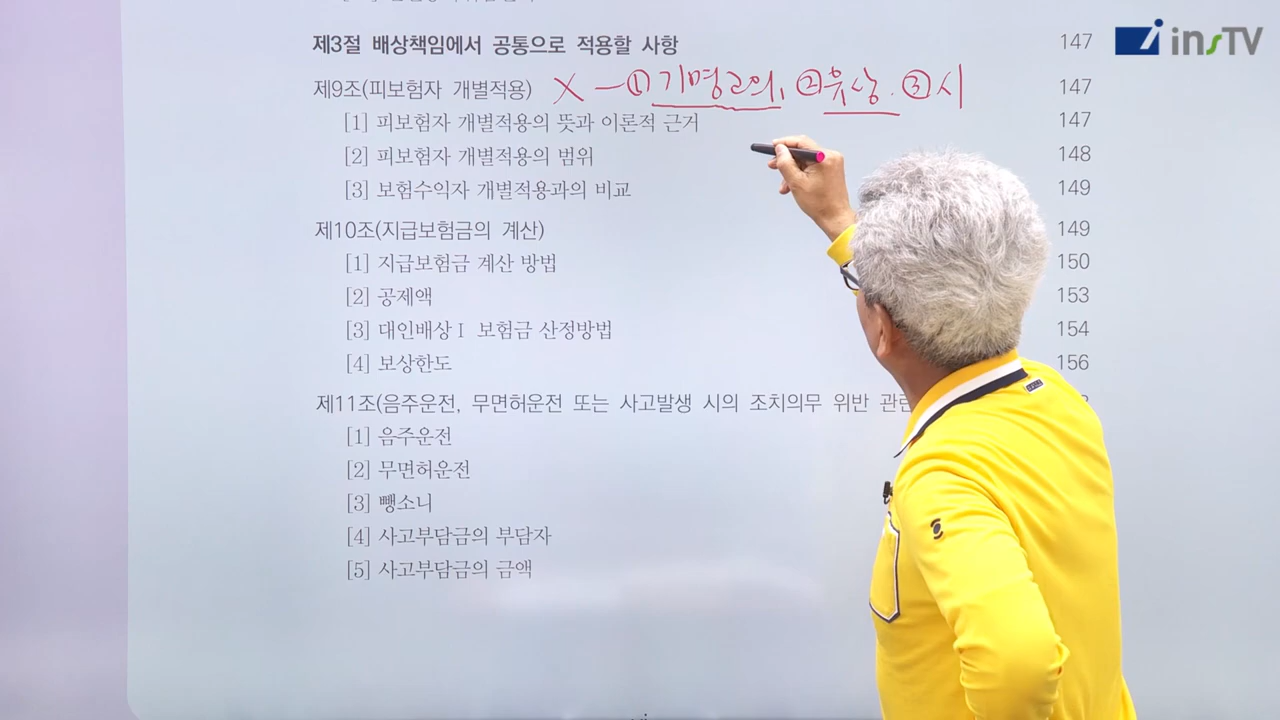 insTV
제3절 배상책임에서 공통으로 적용할 사항 147
제9조(피보험자 개별적용) X - ① 기명고의, ② 유상. ③ 시 147
[1] 피보험자 개별적용의 뜻과 이론적 근거 147
[2] 피보험자 개별적용의 범위 148
[3] 보험수익자 개별적용과의 비교 149
제10조(지급보험금의 계산) 149
[1] 지급보험금 계산 방법 150
[2] 공제액 153
[3] 대인배상Ⅰ 보험금 산정방법 154
[4] 보상한도 156
제11조(음주운전, 무면허운전 또는 사고발생 시의 조치의무 위반 관련
[1] 음주운전
[2] 무면허운전
[3] 뺑소니
[4] 사고부담금의 부담자
[5] 사고부담금의 금액